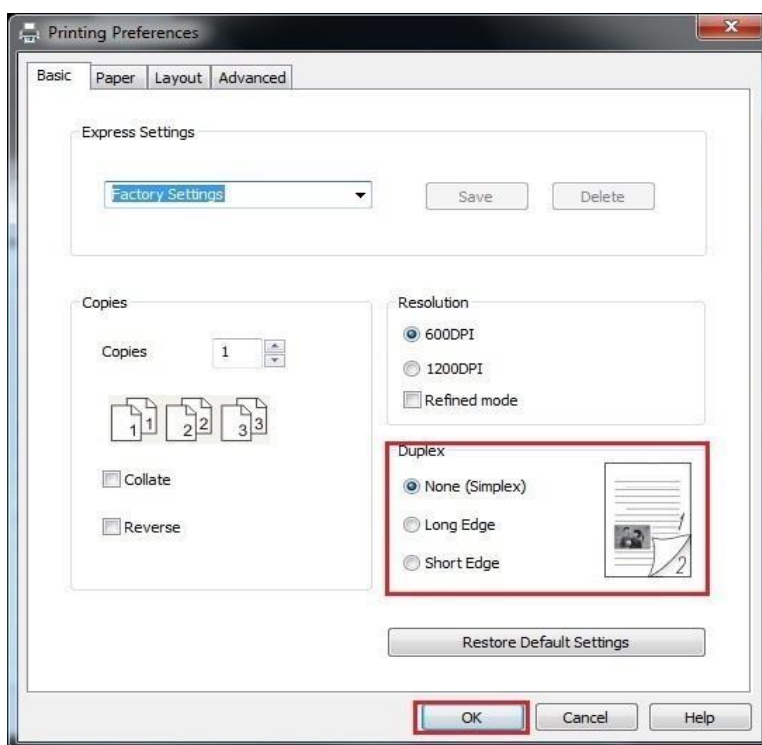 Printing Preferences
Basic Paper Layout Advanced
Express Settings
Factory Settings Save Delete
Copies
Copies 1
1 1 2 2 3 3
Collate
Reverse
Resolution
600DPI
1200DPI
Refined mode
Duplex
None (Simplex)
Long Edge
Short Edge
1
2
Restore Default Settings
OK Cancel Help